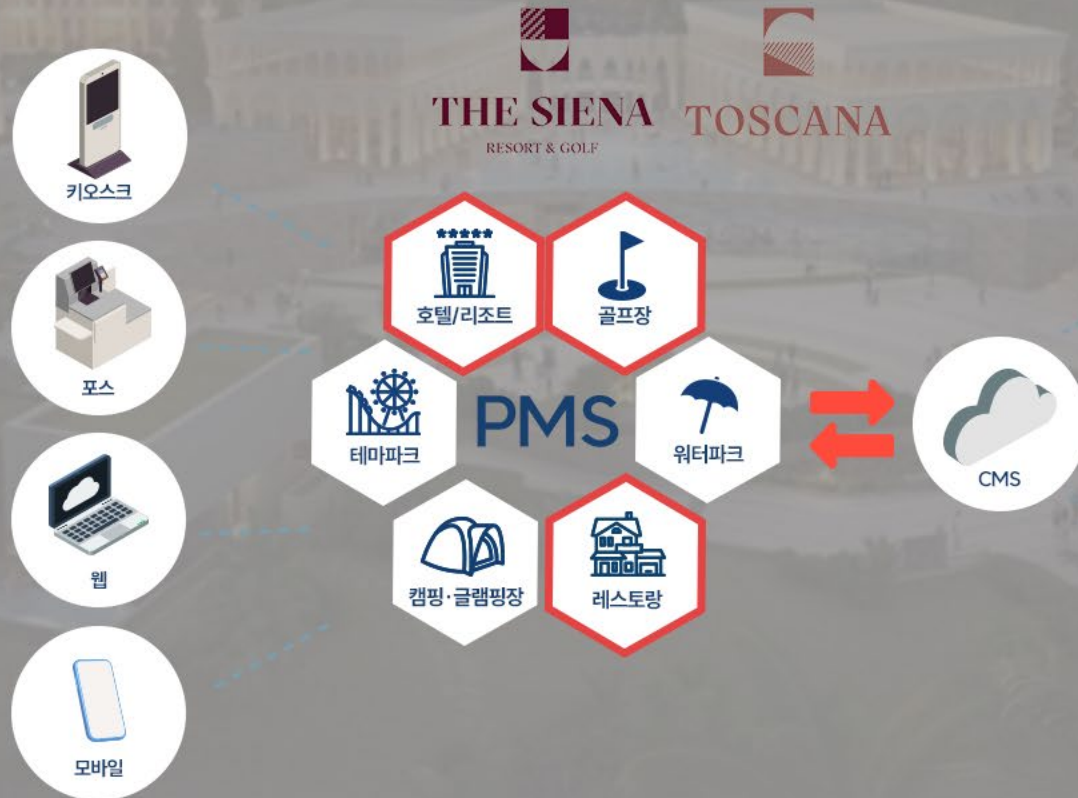 THE SIENA
RESORT & GOLF
TOSCANA
키오스크
포스
웹
모바일
호텔/리조트
골프장
테마파크
PMS
워터파크
캠핑·글램핑장
레스토랑
CMS